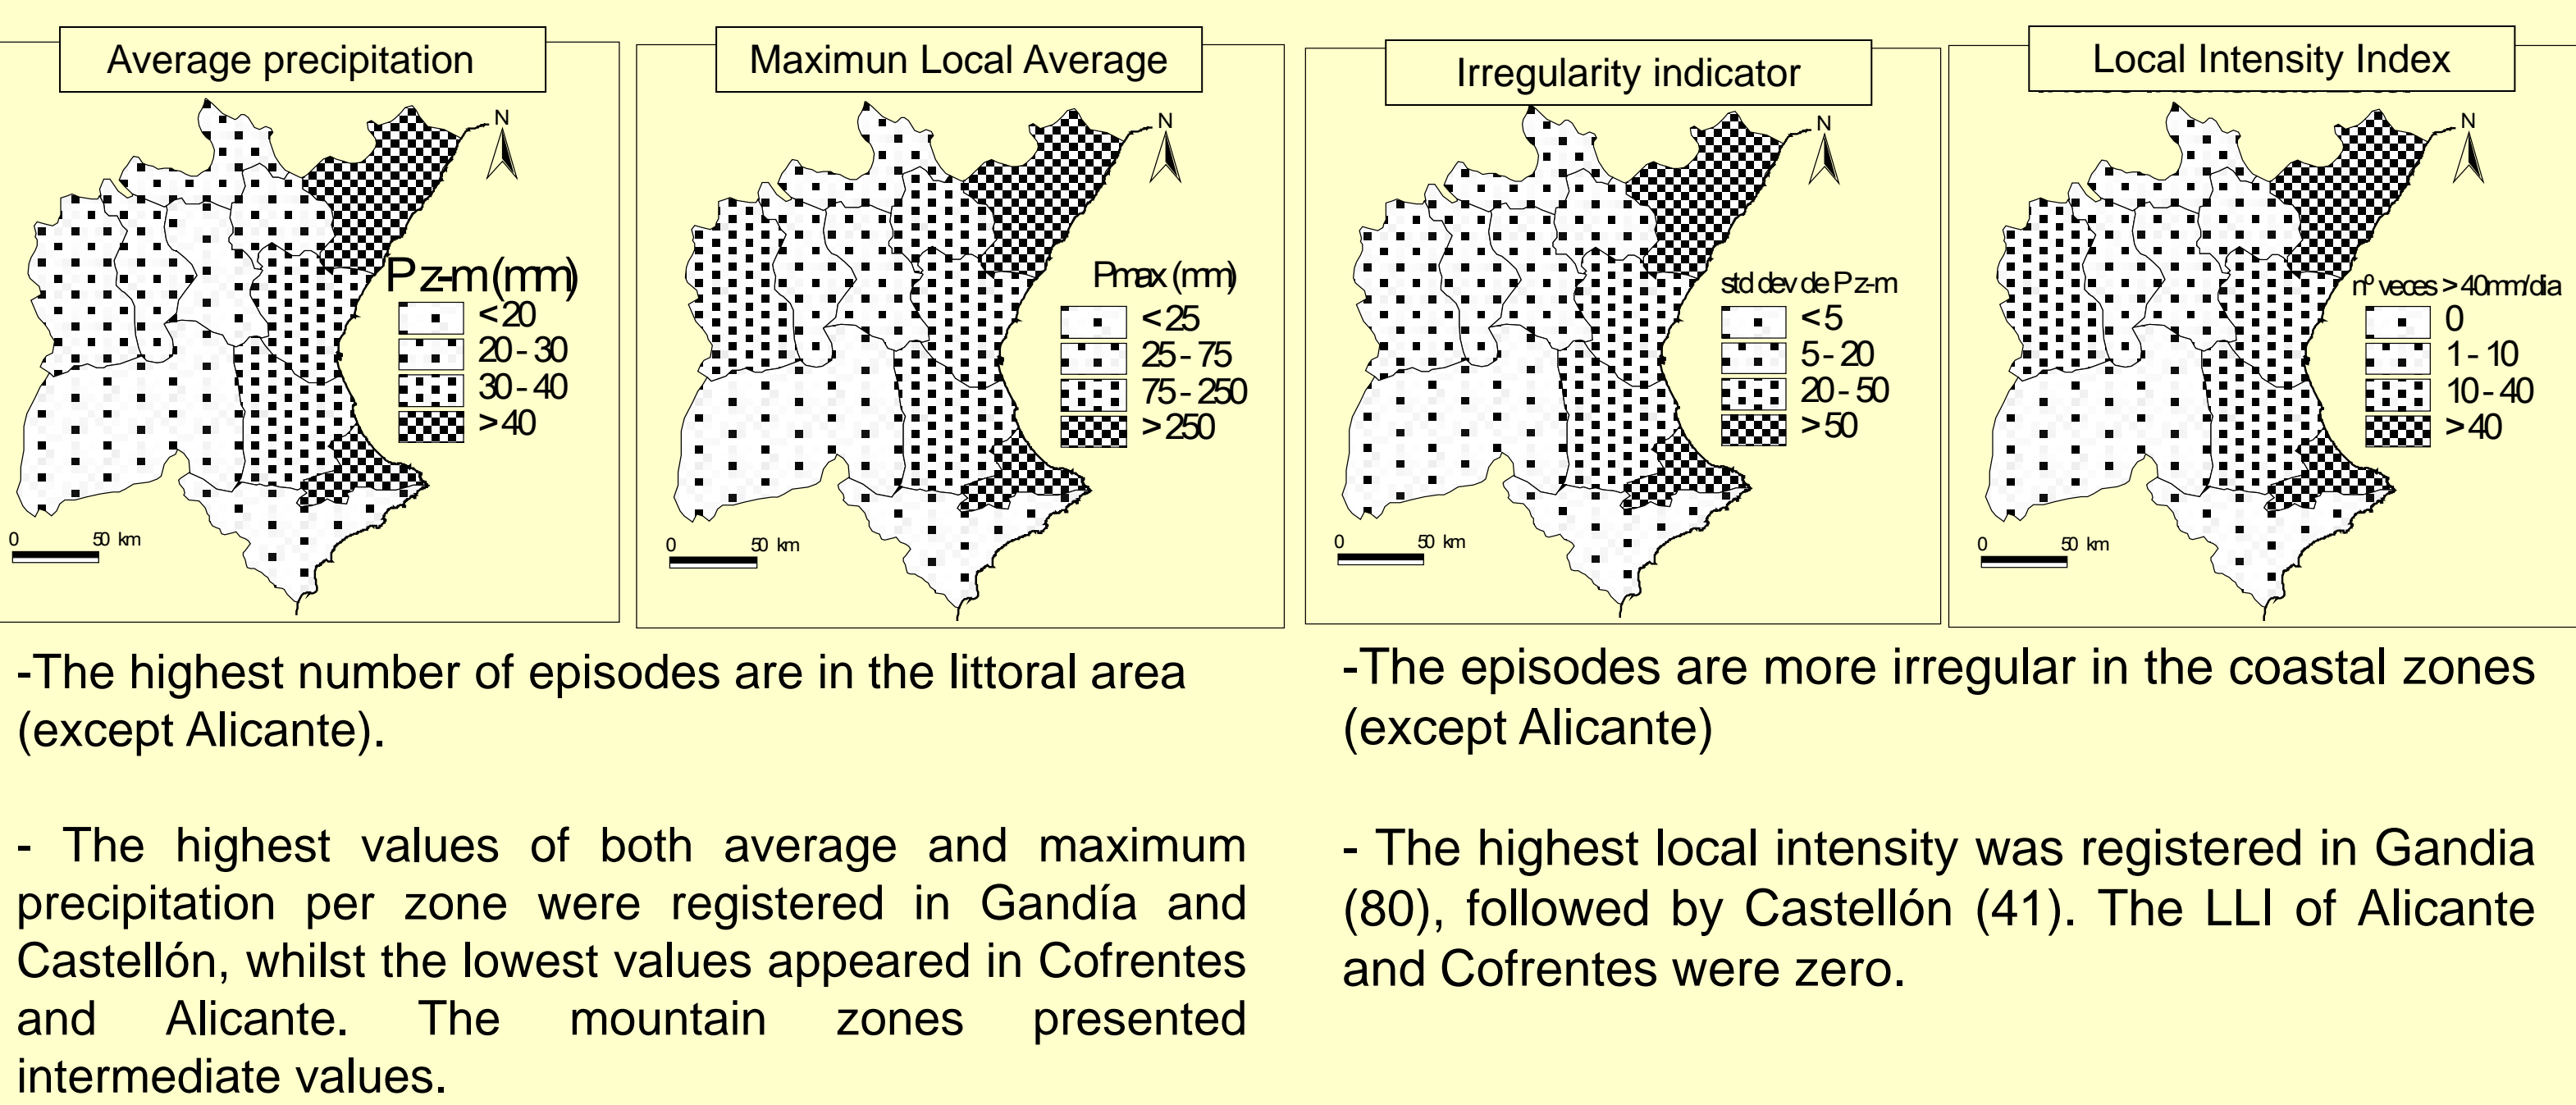 Average precipitation
N
P z-m (mm)
<20
20 - 30
30 - 40
>40
0 50 km
Maximun Local Average
N
Pmax (mm)
<25
25 - 75
75 - 250
>250
0 50 km
Irregularity indicator
N
std dev de P z-m
<5
5 - 20
20 - 50
>50
0 50 km
Local Intensity Index
N
nº veces > 40mm/dia
0
1 - 10
10 - 40
>40
0 50 km
-The highest number of episodes are in the littoral area
(except Alicante).
- The highest values of both average and maximum
precipitation per zone were registered in Gandía and
Castellón, whilst the lowest values appeared in Cofrentes
and Alicante. The mountain zones presented
intermediate values.
-The episodes are more irregular in the coastal zones
(except Alicante)
- The highest local intensity was registered in Gandia
(80), followed by Castellón (41). The LLI of Alicante
and Cofrentes were zero.